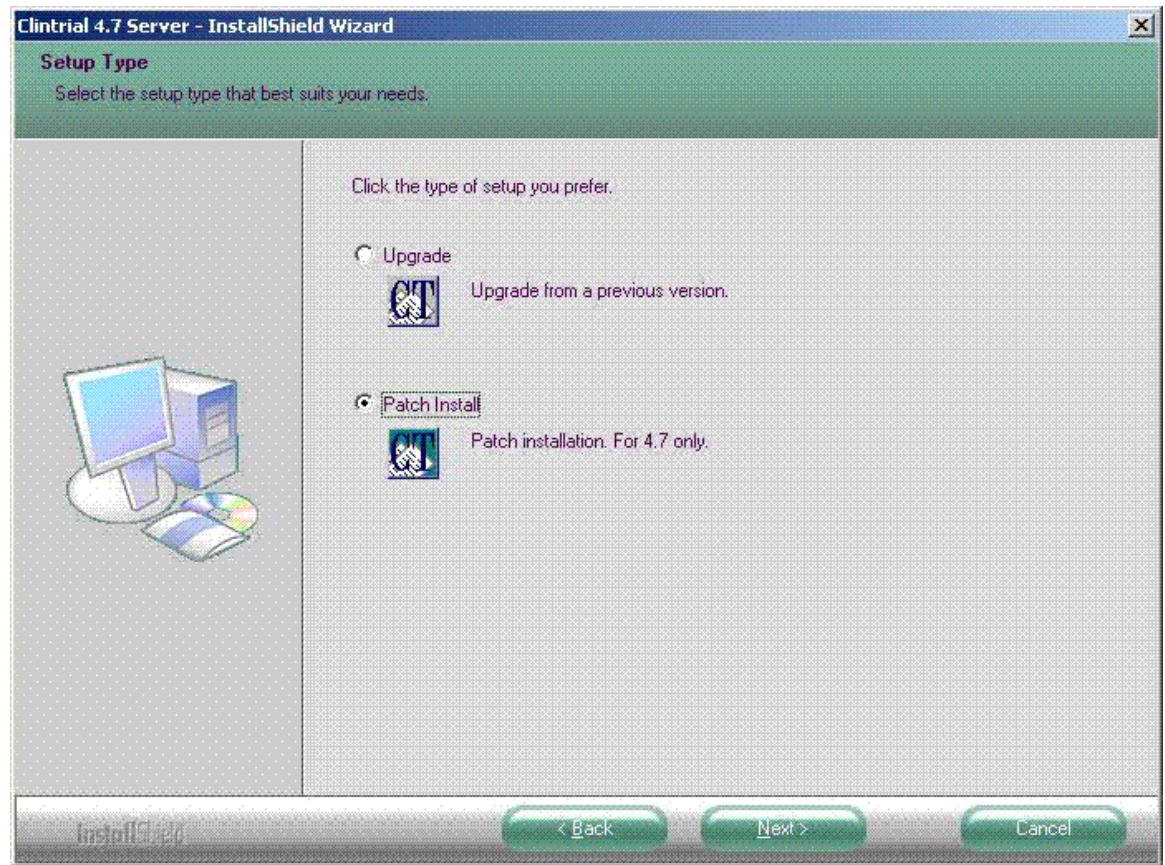 Clintrial 4.7 Server - InstallShield Wizard
Setup Type
Select the setup type that best suits your needs.
Click the type of setup you prefer.
Upgrade
CT
Upgrade from a previous version.
Patch Install
CT
Patch installation. For 4.7 only.
InstallShield
< Back
Next >
Cancel